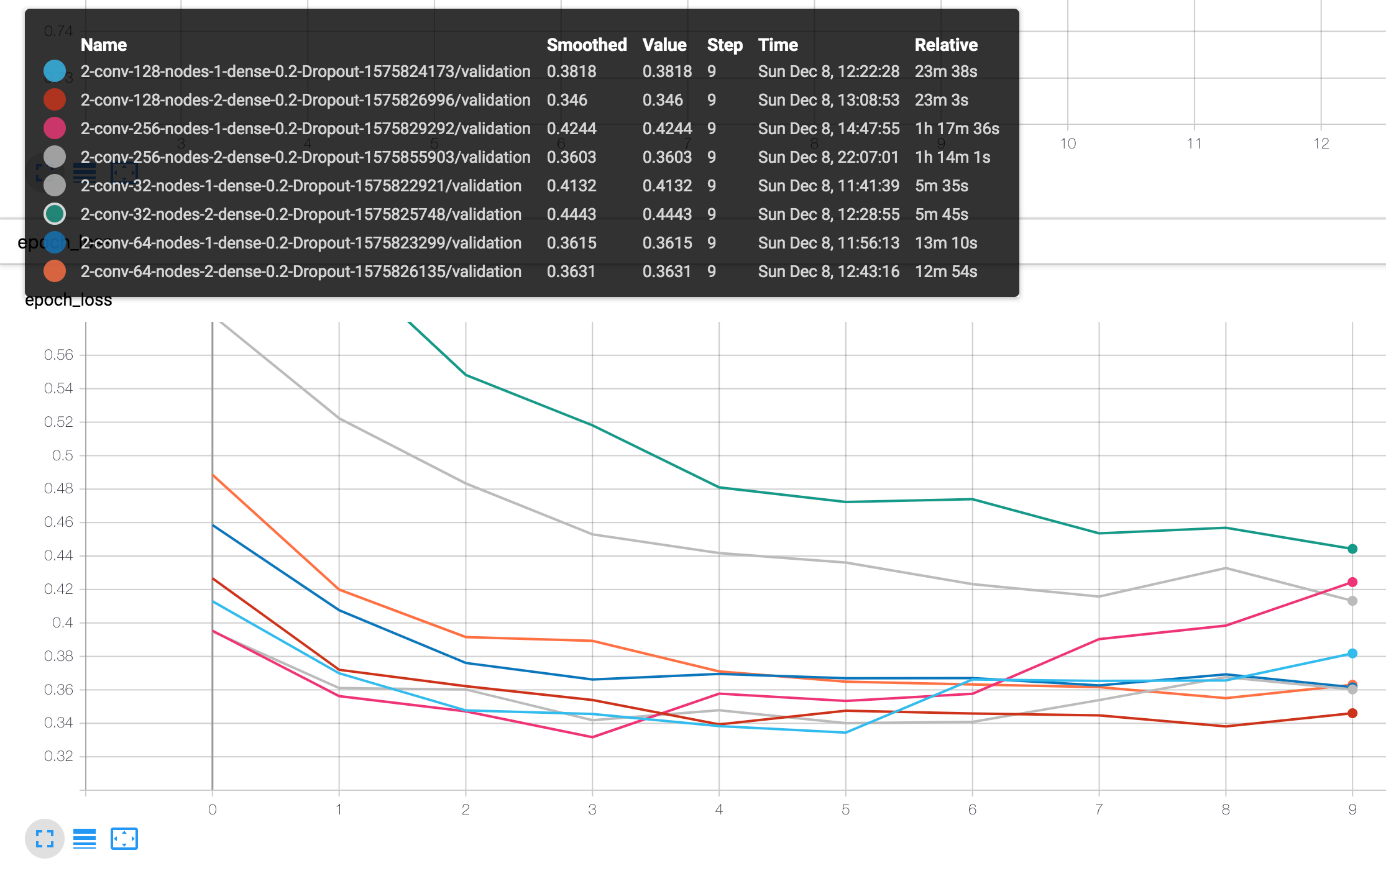 0.74
Name Smoothed Value Step Time Relative
2-conv-128-nodes-1-dense-0.2-Dropout-1575824173/validation 0.3818 0.3818 9 Sun Dec 8, 12:22:28 23m 38s
2-conv-128-nodes-2-dense-0.2-Dropout-1575826996/validation 0.346 0.346 9 Sun Dec 8, 13:08:53 23m 3s
2-conv-256-nodes-1-dense-0.2-Dropout-1575829292/validation 0.4244 0.4244 9 Sun Dec 8, 14:47:55 1h 17m 36s
3 8 9 10 11 12
2-conv-256-nodes-2-dense-0.2-Dropout-1575855903/validation 0.3603 0.3603 9 Sun Dec 8, 22:07:01 1h 14m 1s
2-conv-32-nodes-1-dense-0.2-Dropout-1575822921/validation 0.4132 0.4132 9 Sun Dec 8, 11:41:39 5m 35s
2-conv-32-nodes-2-dense-0.2-Dropout-1575825748/validation 0.4443 0.4443 9 Sun Dec 8, 12:28:55 5m 45s
2-conv-64-nodes-1-dense-0.2-Dropout-1575823299/validation 0.3615 0.3615 9 Sun Dec 8, 11:56:13 13m 10s
2-conv-64-nodes-2-dense-0.2-Dropout-1575826135/validation 0.3631 0.3631 9 Sun Dec 8, 12:43:16 12m 54s
epoch_loss
0.56
0.54
0.52
0.5
0.48
0.46
0.44
0.42
0.4
0.38
0.36
0.34
0.32
0 1 2 3 4 5 6 7 8 9